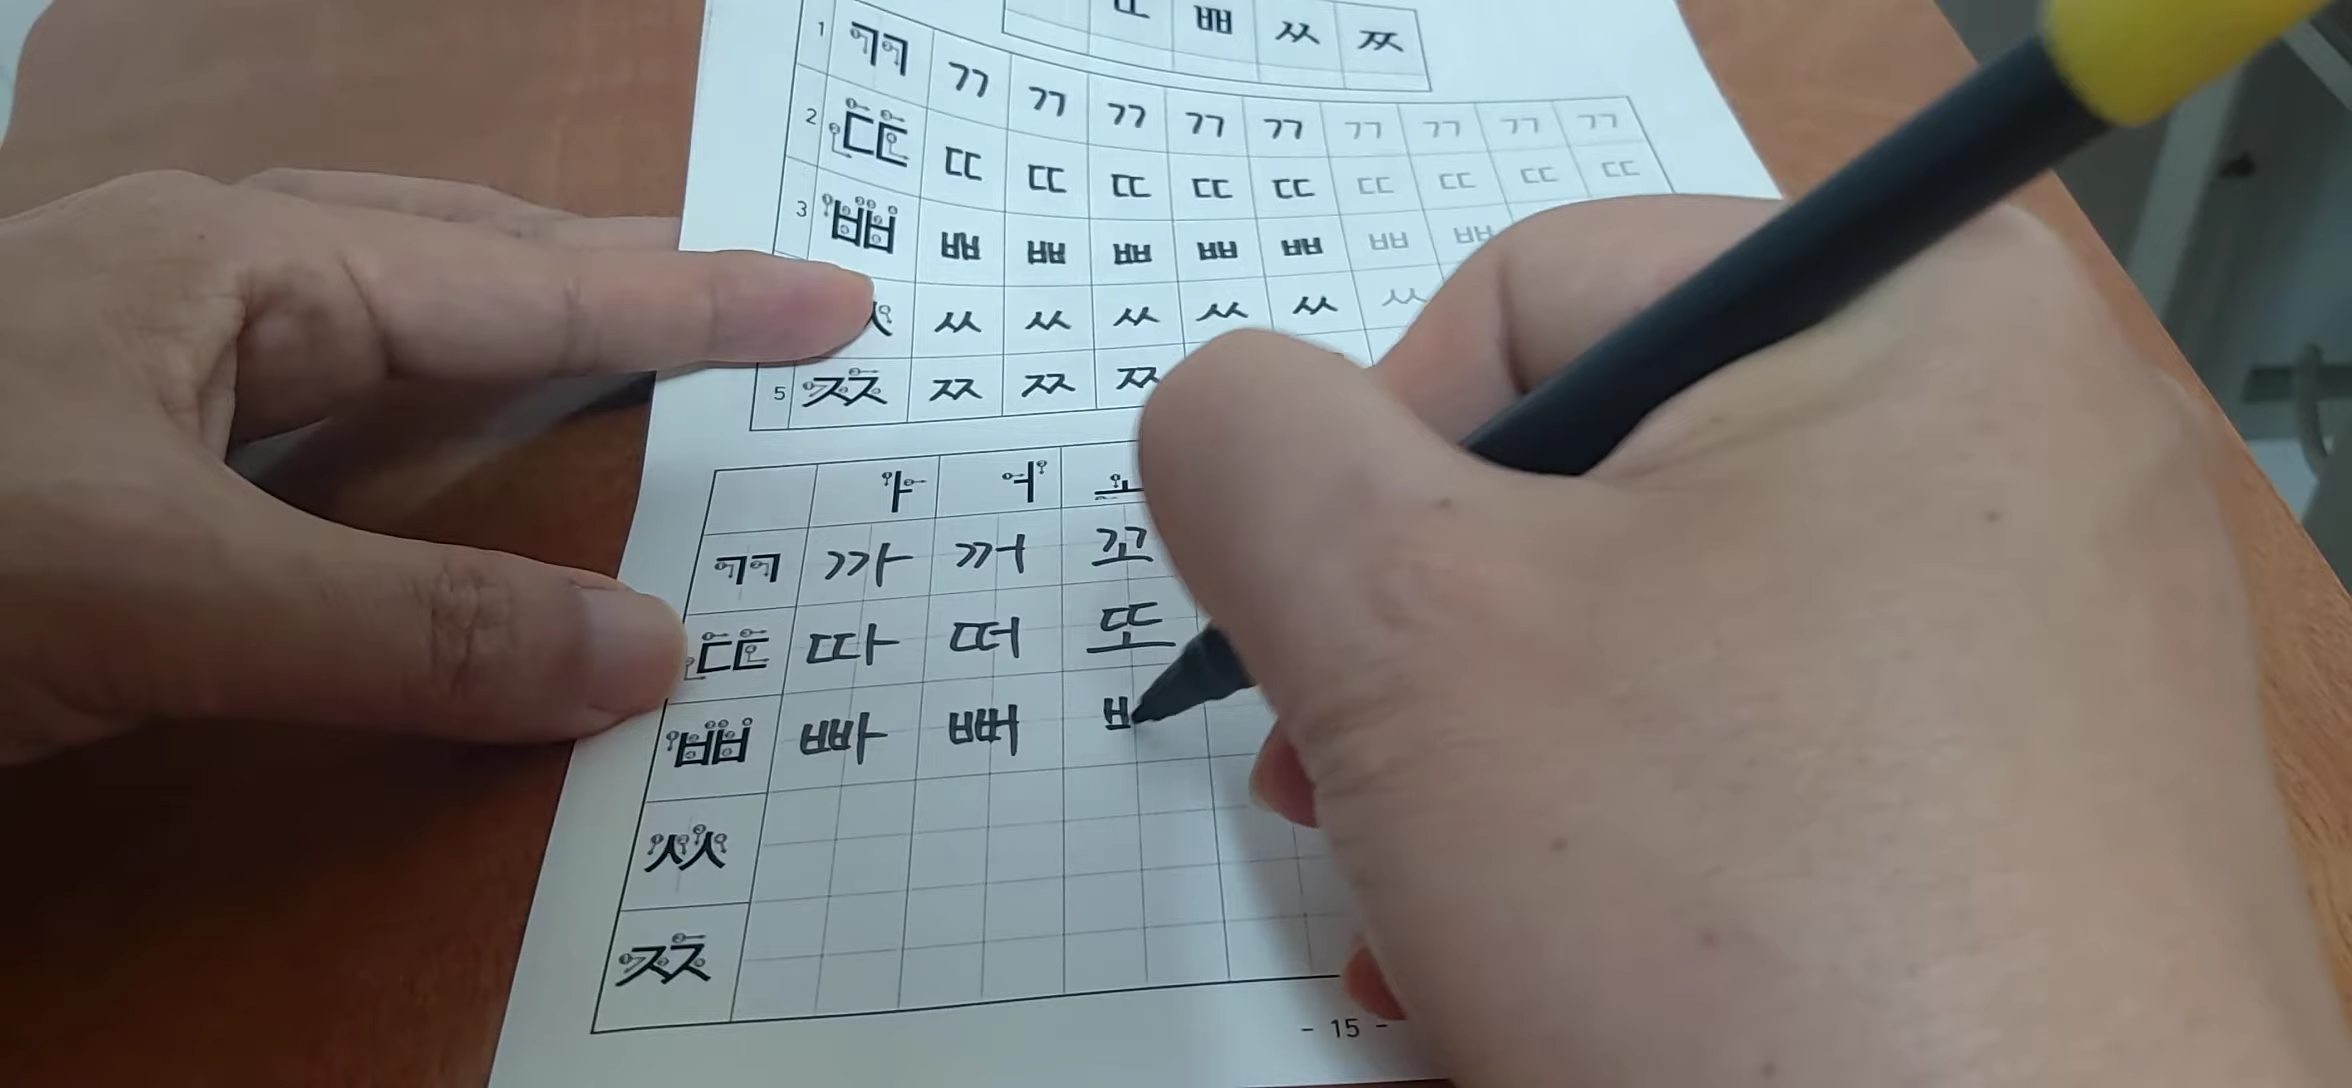 ㅃ ㅆ ㅉ
1 ㄲ ㄲ ㄲ ㄲ ㄲ ㄲ ㄲ ㄲ ㄲ ㄲ
2 ㄸ ㄸ ㄸ ㄸ ㄸ ㄸ ㄸ ㄸ ㄸ ㄸ
3 ㅃ ㅃ ㅃ ㅃ ㅃ ㅃ ㅃ ㅃ
ㅆ ㅆ ㅆ ㅆ ㅆ ㅆ
5 ㅉ ㅉ ㅉ ㅉ
ㅏ ㅓ ㅗ
ㄲ 까 꺼 꼬
ㄸ 따 떠 또
ㅃ 빠 뻐 ㅂ
ㅆ
ㅉ
- 15 -